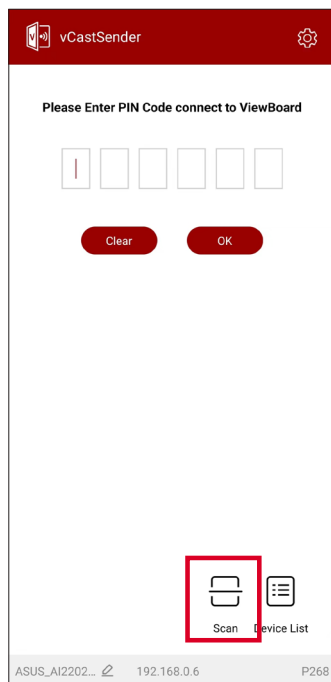 vCastSender
Please Enter PIN Code connect to ViewBoard
Clear OK
Scan Device List
ASUS_AI2202... 192.168.0.6 P268